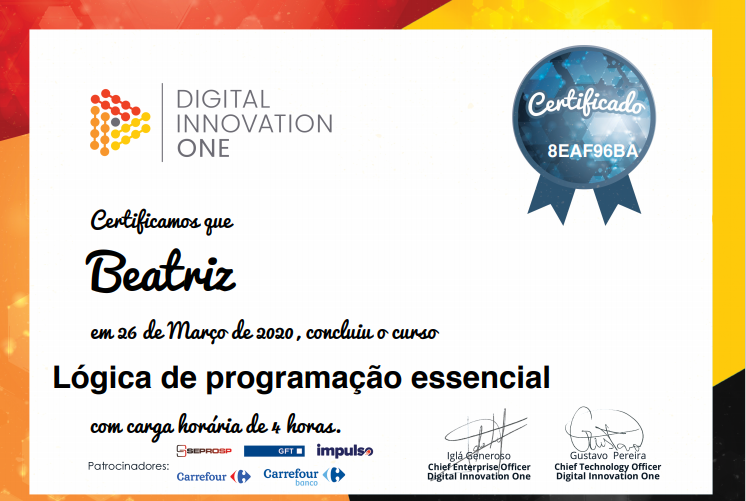 DIGITAL
INNOVATION
ONE
Certificado
8EAF96BA
Certificamos que
Beatriz
em 26 de Março de 2020, concluiu o curso
Lógica de programação essencial
com carga horária de 4 horas.
Patrocinadores:
SEPROSP
GFT
impulso
Carrefour
Carrefour
banco
Iglá Generoso
Chief Enterprise Officer
Digital Innovation One
Gustavo Pereira
Chief Technology Officer
Digital Innovation One